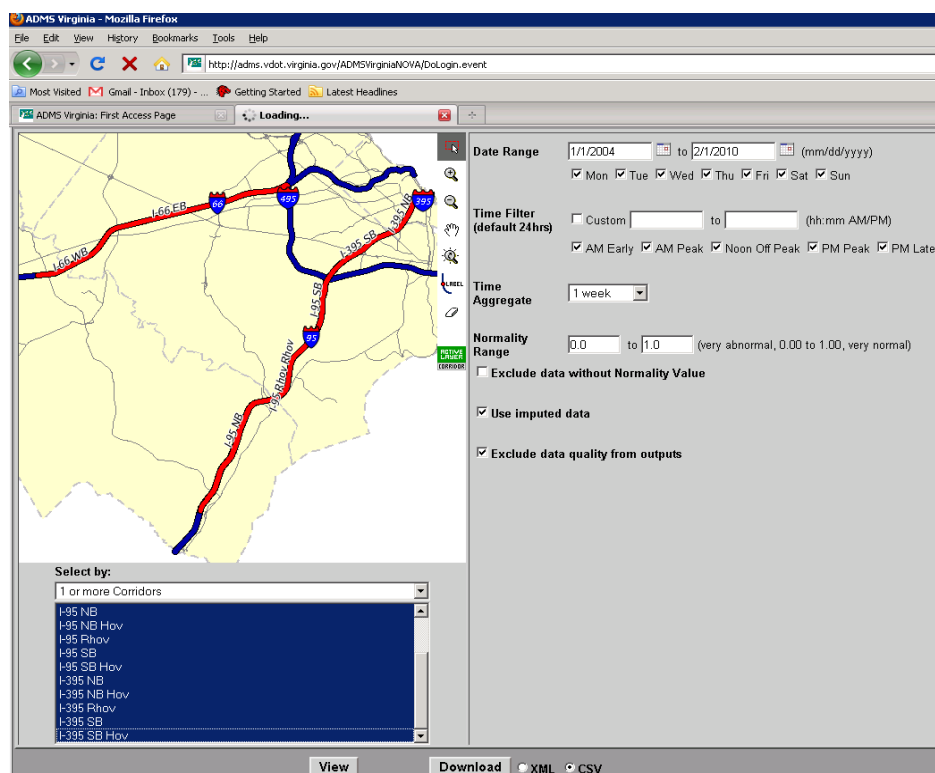 ADMS Virginia - Mozilla Firefox
File Edit View History Bookmarks Tools Help
http://adms.vdot.virginia.gov/ADMSVirginiaNOVA/DoLogin.event
Most Visited Gmail - Inbox (179) - ... Getting Started Latest Headlines
ADMS Virginia: First Access Page Loading...
I-66 EB
66
495
395
I-395 NB
I-66 WB
I-395 SB
I-95 SB
95
I-95 Rhov Rhov
I-95 NB
LABEL
ACTIVE
LAYER
CORRIDOR
Date Range 1/1/2004 to 2/1/2010 (mm/dd/yyyy)
Mon Tue Wed Thu Fri Sat Sun
Time Filter
(default 24hrs)
Custom to (hh:mm AM/PM)
AM Early AM Peak Noon Off Peak PM Peak PM Late
Time
Aggregate
1 week
Normality
Range
0.0 to 1.0 (very abnormal, 0.00 to 1.00, very normal)
Exclude data without Normality Value
Use imputed data
Exclude data quality from outputs
Select by:
1 or more Corridors
I-95 NB
I-95 NB Hov
I-95 Rhov
I-95 SB
I-95 SB Hov
I-395 NB
I-395 NB Hov
I-395 Rhov
I-395 SB
I-395 SB Hov
View Download XML CSV